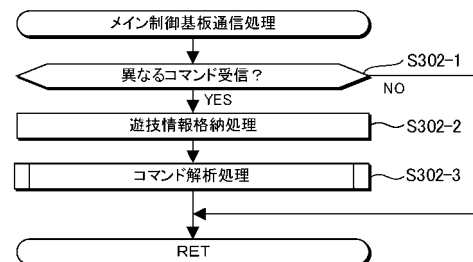 メイン制御基板通信処理
異なるコマンド受信？
S302-1
NO
YES
遊技情報格納処理
S302-2
コマンド解析処理
S302-3
RET